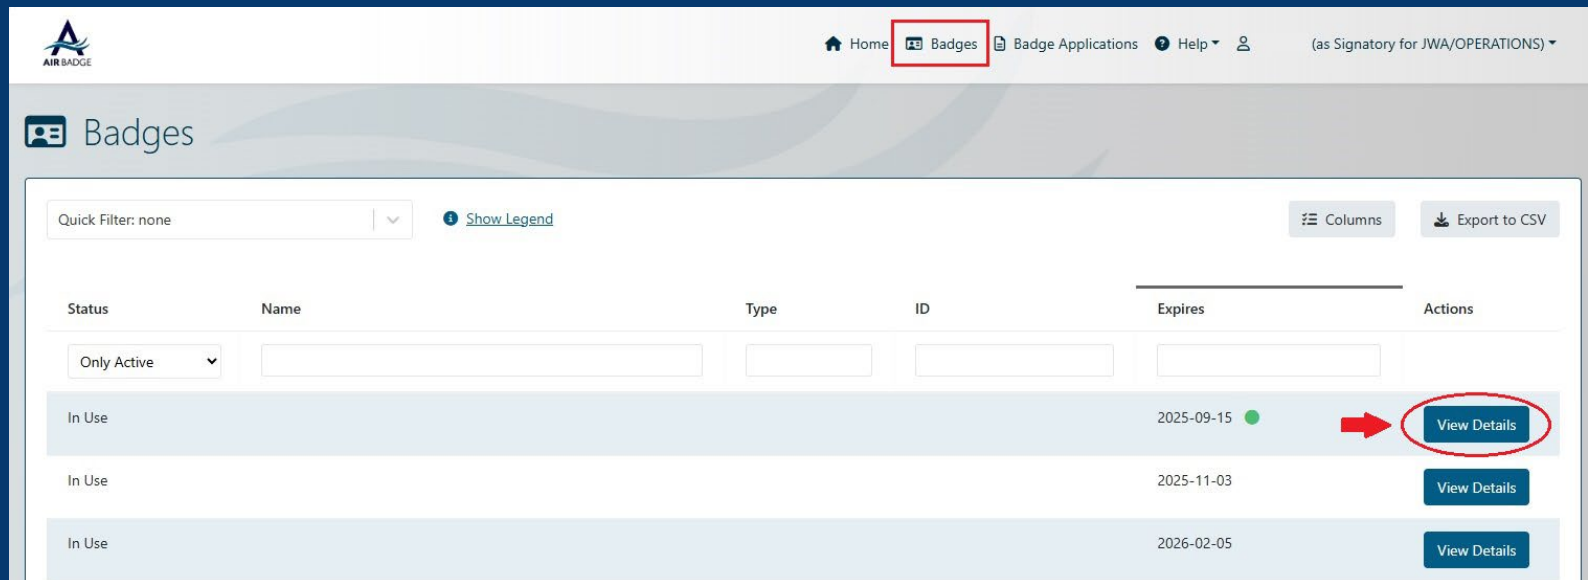 AIR BADGE
Home Badges Badge Applications Help (as Signatory for JWA/OPERATIONS)
Badges
Quick Filter: none Show Legend Columns Export to CSV
Status Name Type ID Expires Actions
Only Active
In Use 2025-09-15 View Details
In Use 2025-11-03 View Details
In Use 2026-02-05 View Details